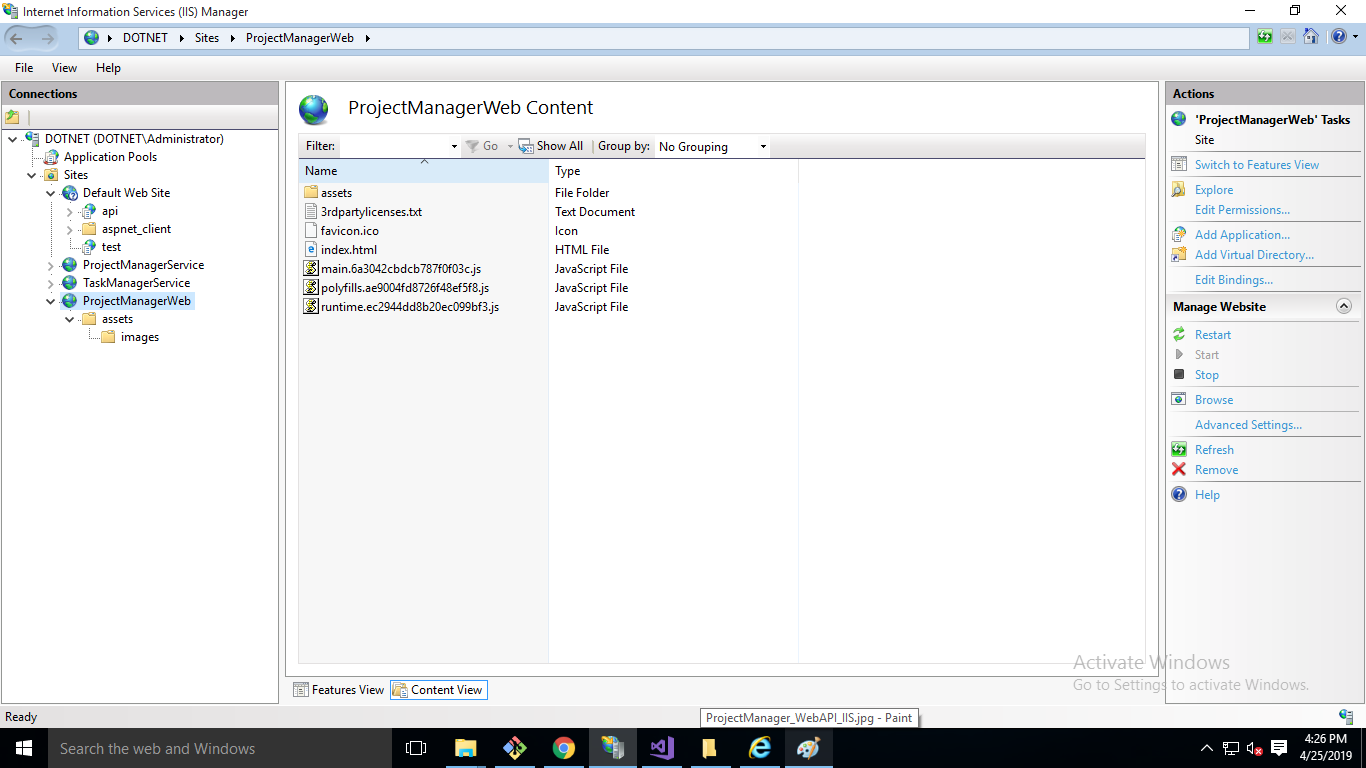 Internet Information Services (IIS) Manager
DOTNET Sites ProjectManagerWeb
File View Help
Connections
DOTNET (DOTNET\Administrator)
Application Pools
Sites
Default Web Site
api
aspnet_client
test
ProjectManagerService
TaskManagerService
ProjectManagerWeb
assets
images
ProjectManagerWeb Content
Filter: Go Show All Group by: No Grouping
Name Type
assets File Folder
3rdpartylicenses.txt Text Document
favicon.ico Icon
index.html HTML File
main.6a3042cbdcb787f0f03c.js JavaScript File
polyfills.ae9004fd8726f48ef5f8.js JavaScript File
runtime.ec2944dd8b20ec099bf3.js JavaScript File
Features View Content View
Actions
'ProjectManagerWeb' Tasks
Site
Switch to Features View
Explore
Edit Permissions...
Add Application...
Add Virtual Directory...
Edit Bindings...
Manage Website
Restart
Start
Stop
Browse
Advanced Settings...
Refresh
Remove
Help
Activate Windows
Go to Settings to activate Windows.
Ready
ProjectManager_WebAPI_IIS.jpg - Paint
Search the web and Windows
4:26 PM
4/25/2019